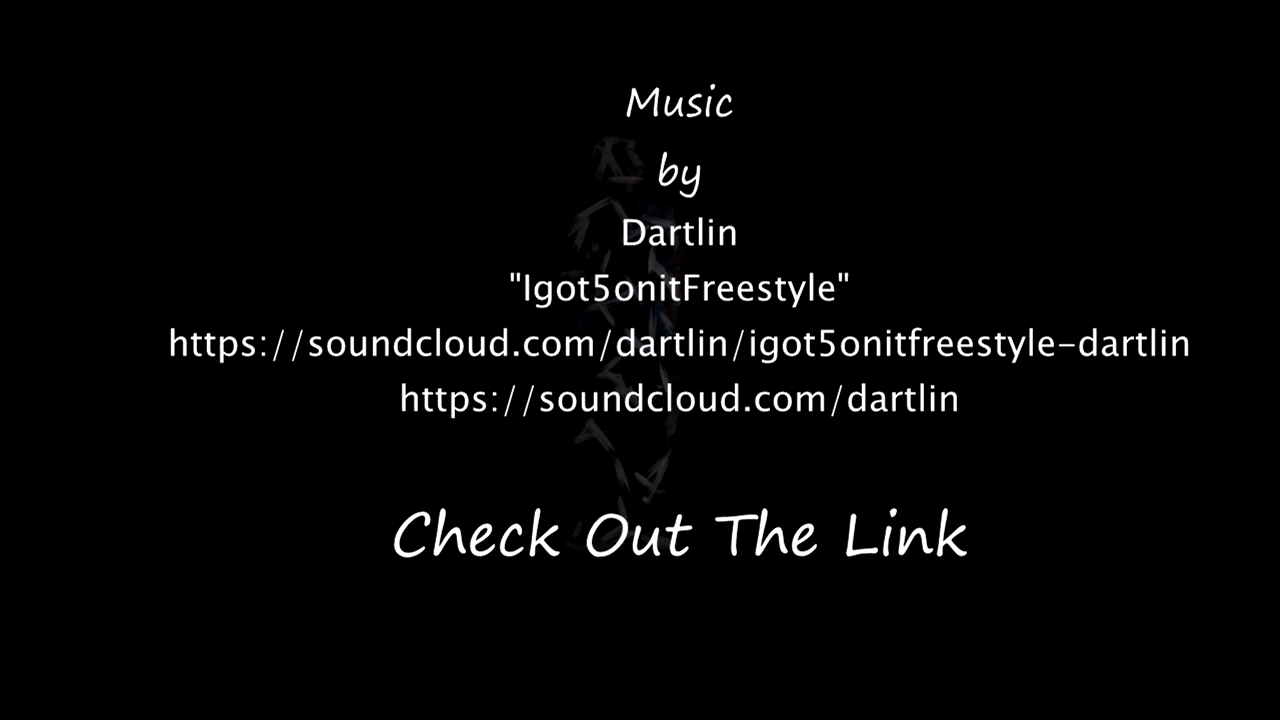 Music
by
Dartlin
"Igot5onitFreestyle"
https://soundcloud.com/dartlin/igot5onitfreestyle-dartlin
https://soundcloud.com/dartlin
Check Out The Link